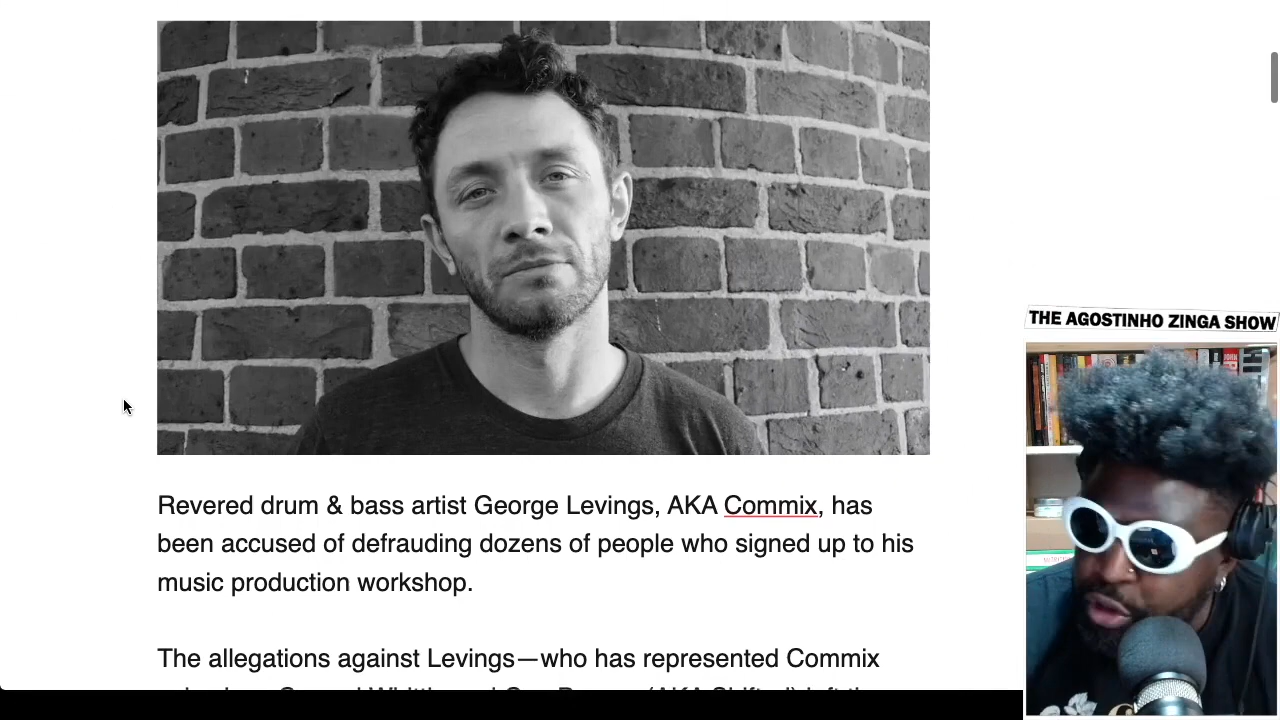 THE AGOSTINHO ZINGA SHOW
Revered drum & bass artist George Levings, AKA Commix, has
been accused of defrauding dozens of people who signed up to his
music production workshop.
The allegations against Levings—who has represented Commix